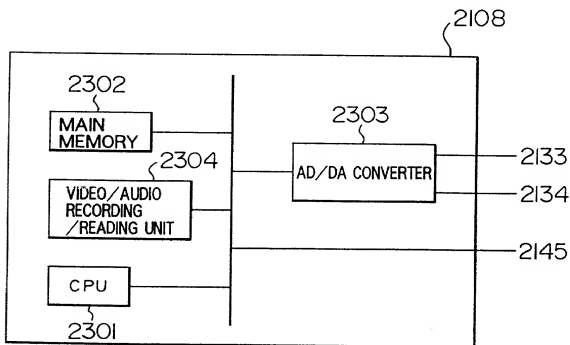 2108
2302
MAIN
MEMORY
2303
AD/DA CONVERTER
2133
2134
2304
VIDEO/AUDIO
RECORDING
/READING UNIT
2145
CPU
2301